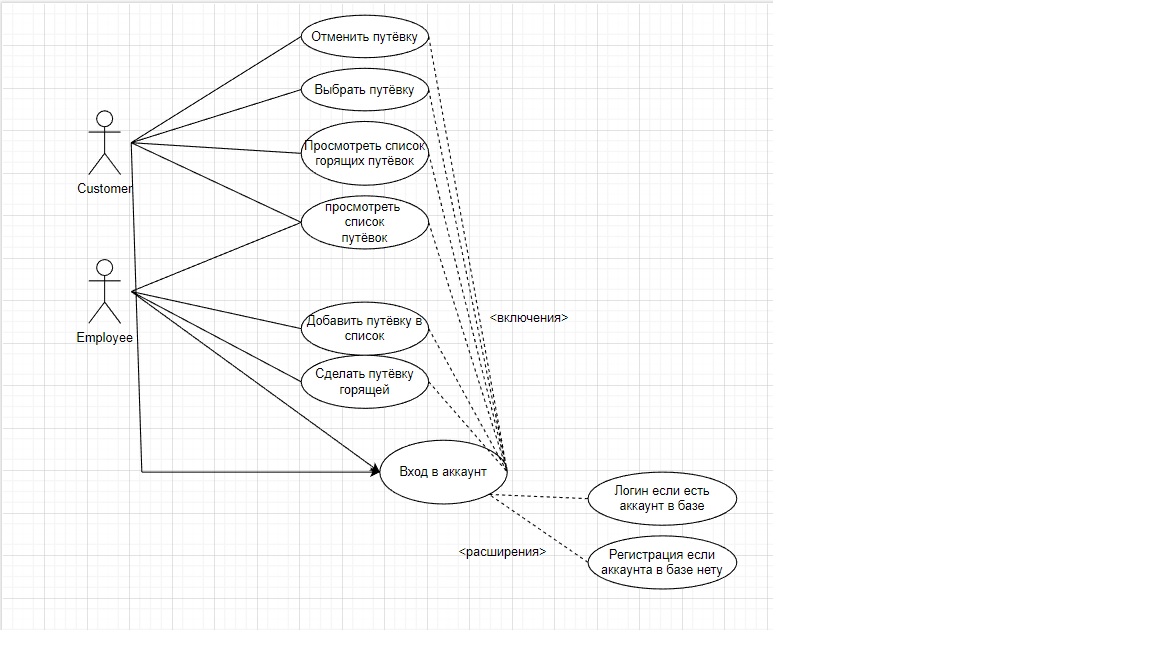 Отменить путёвку
Выбрать путёвку
Просмотреть список
горящих путёвок
Customer
просмотреть
список
путёвок
Employee
Добавить путёвку в
список
<включения>
Сделать путёвку
горящей
Вход в аккаунт
Логин если есть
аккаунт в базе
<расширения>
Регистрация если
аккаунта в базе нету